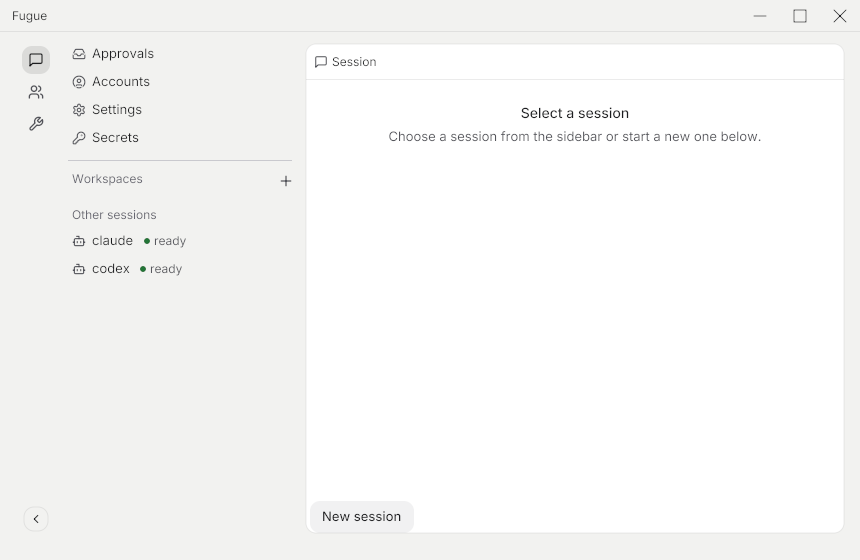 Fugue
Approvals
Accounts
Settings
Secrets
Workspaces
Other sessions
claude ready
codex ready
Session
Select a session
Choose a session from the sidebar or start a new one below.
New session